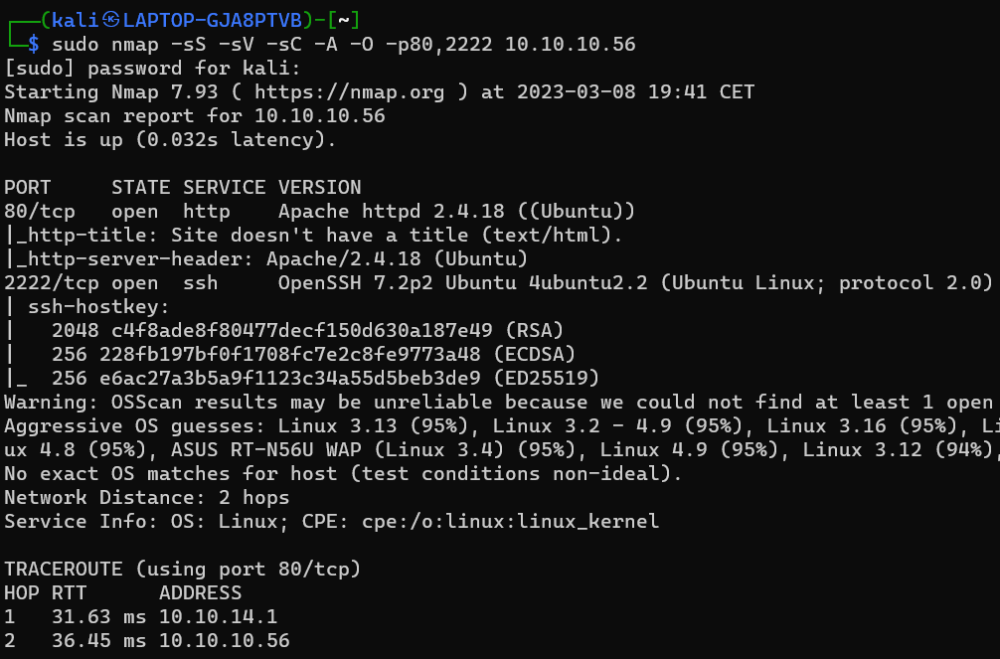 ┌──(kali㉿LAPTOP-GJA8PTVB)-[~]
└─$ sudo nmap -sS -sV -sC -A -O -p80,2222 10.10.10.56
[sudo] password for kali:
Starting Nmap 7.93 ( https://nmap.org ) at 2023-03-08 19:41 CET
Nmap scan report for 10.10.10.56
Host is up (0.032s latency).

PORT     STATE SERVICE VERSION
80/tcp   open  http    Apache httpd 2.4.18 ((Ubuntu))
|_http-title: Site doesn't have a title (text/html).
|_http-server-header: Apache/2.4.18 (Ubuntu)
2222/tcp open  ssh     OpenSSH 7.2p2 Ubuntu 4ubuntu2.2 (Ubuntu Linux; protocol 2.0)
| ssh-hostkey:
|   2048 c4f8ade8f80477decf150d630a187e49 (RSA)
|   256 228fb197bf0f1708fc7e2c8fe9773a48 (ECDSA)
|_  256 e6ac27a3b5a9f1123c34a55d5beb3de9 (ED25519)
Warning: OSScan results may be unreliable because we could not find at least 1 open
Aggressive OS guesses: Linux 3.13 (95%), Linux 3.2 - 4.9 (95%), Linux 3.16 (95%), Li
ux 4.8 (95%), ASUS RT-N56U WAP (Linux 3.4) (95%), Linux 4.9 (95%), Linux 3.12 (94%),
No exact OS matches for host (test conditions non-ideal).
Network Distance: 2 hops
Service Info: OS: Linux; CPE: cpe:/o:linux:linux_kernel

TRACEROUTE (using port 80/tcp)
HOP RTT      ADDRESS
1   31.63 ms 10.10.14.1
2   36.45 ms 10.10.10.56